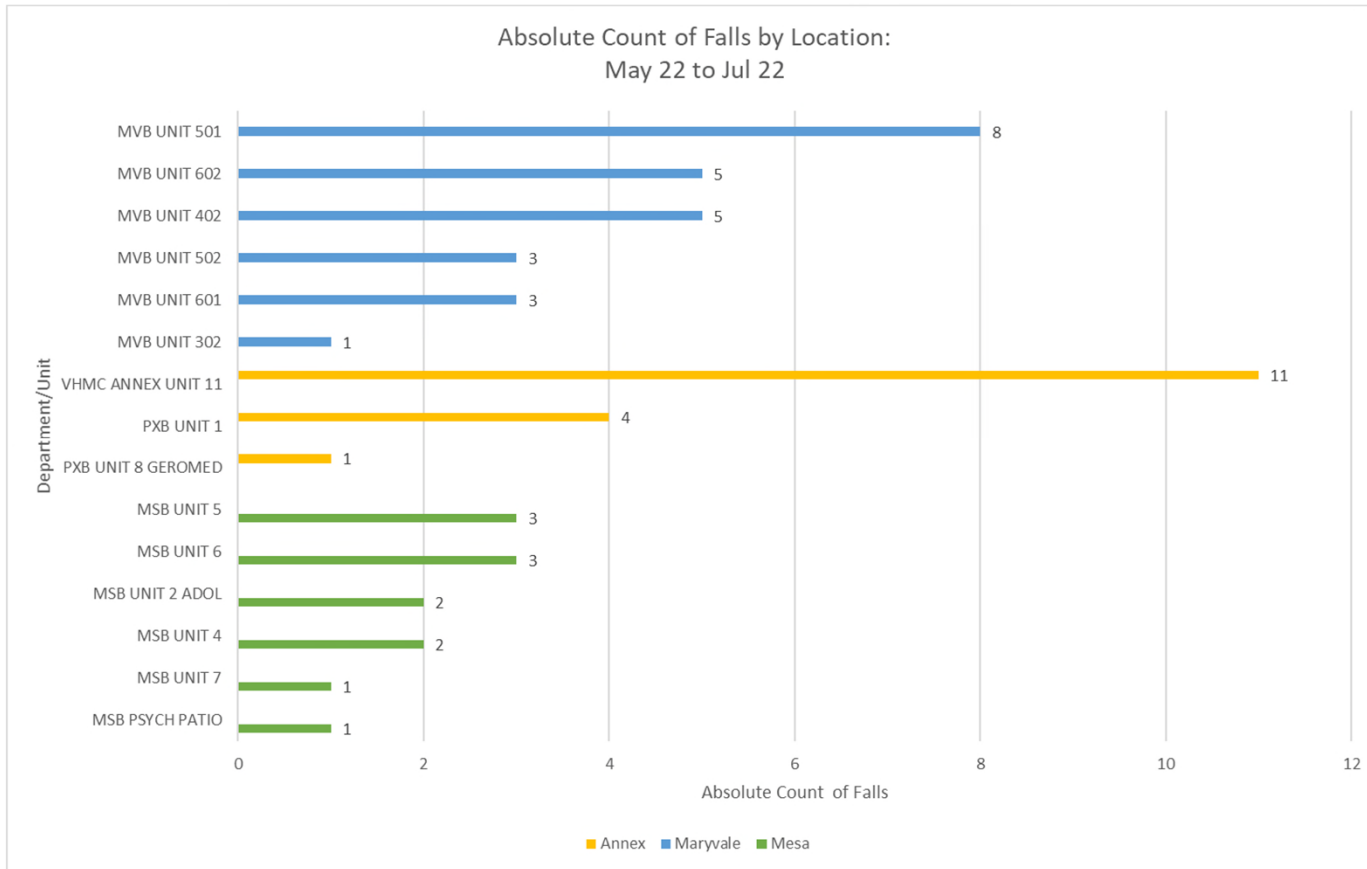 Absolute Count of Falls by Location:
May 22 to Jul 22
Department/Unit
MVB UNIT 501 8
MVB UNIT 602 5
MVB UNIT 402 5
MVB UNIT 502 3
MVB UNIT 601 3
MVB UNIT 302 1
VHMC ANNEX UNIT 11 11
PXB UNIT 1 4
PXB UNIT 8 GEROMED 1
MSB UNIT 5 3
MSB UNIT 6 3
MSB UNIT 2 ADOL 2
MSB UNIT 4 2
MSB UNIT 7 1
MSB PSYCH PATIO 1
0 2 4 6 8 10 12
Absolute Count of Falls
Annex Maryvale Mesa